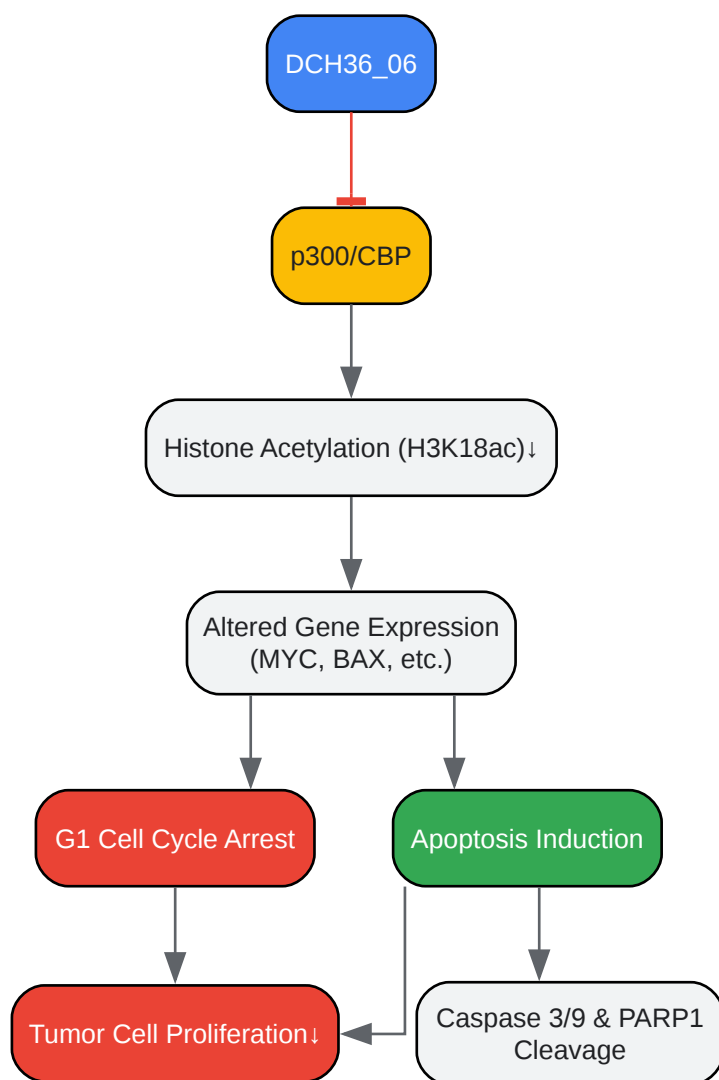 DCH36_06
p300/CBP
Histone Acetylation (H3K18ac)↓
Altered Gene Expression
(MYC, BAX, etc.)
G1 Cell Cycle Arrest
Apoptosis Induction
Tumor Cell Proliferation↓
Caspase 3/9 & PARP1
Cleavage